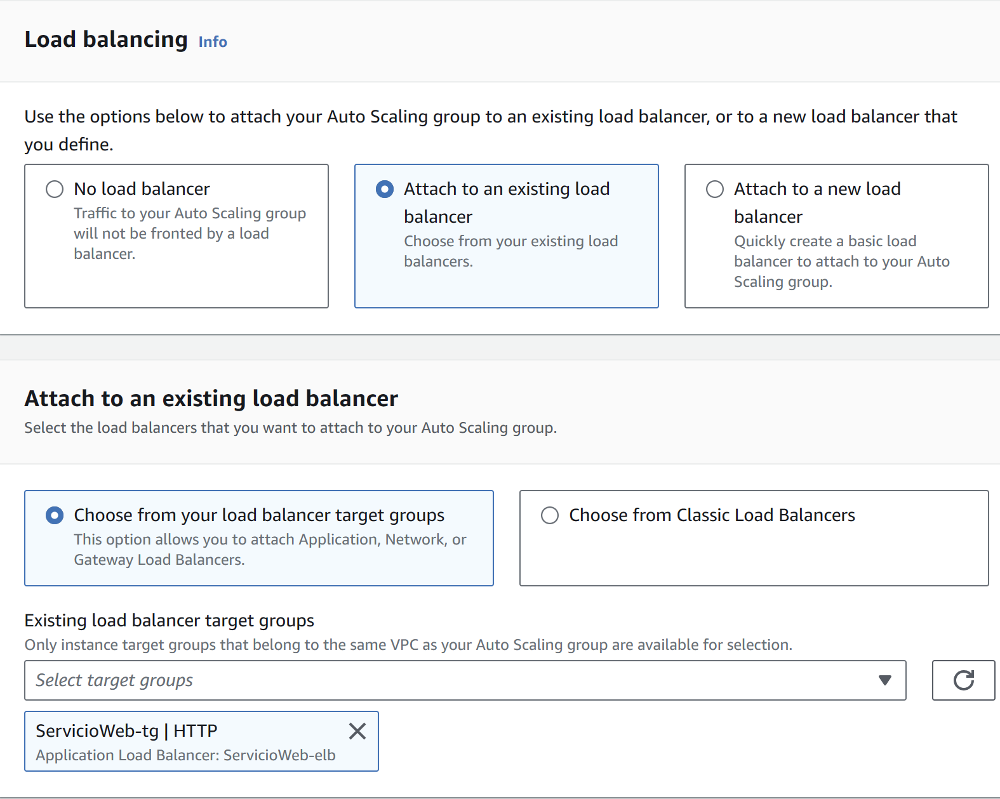 Load balancing Info
Use the options below to attach your Auto Scaling group to an existing load balancer, or to a new load balancer that
you define.
No load balancer
Traffic to your Auto Scaling group
will not be fronted by a load
balancer.
Attach to an existing load
balancer
Choose from your existing load
balancers.
Attach to a new load
balancer
Quickly create a basic load
balancer to attach to your Auto
Scaling group.
Attach to an existing load balancer
Select the load balancers that you want to attach to your Auto Scaling group.
Choose from your load balancer target groups
This option allows you to attach Application, Network, or
Gateway Load Balancers.
Choose from Classic Load Balancers
Existing load balancer target groups
Only instance target groups that belong to the same VPC as your Auto Scaling group are available for selection.
Select target groups
ServicioWeb-tg | HTTP
Application Load Balancer: ServicioWeb-elb